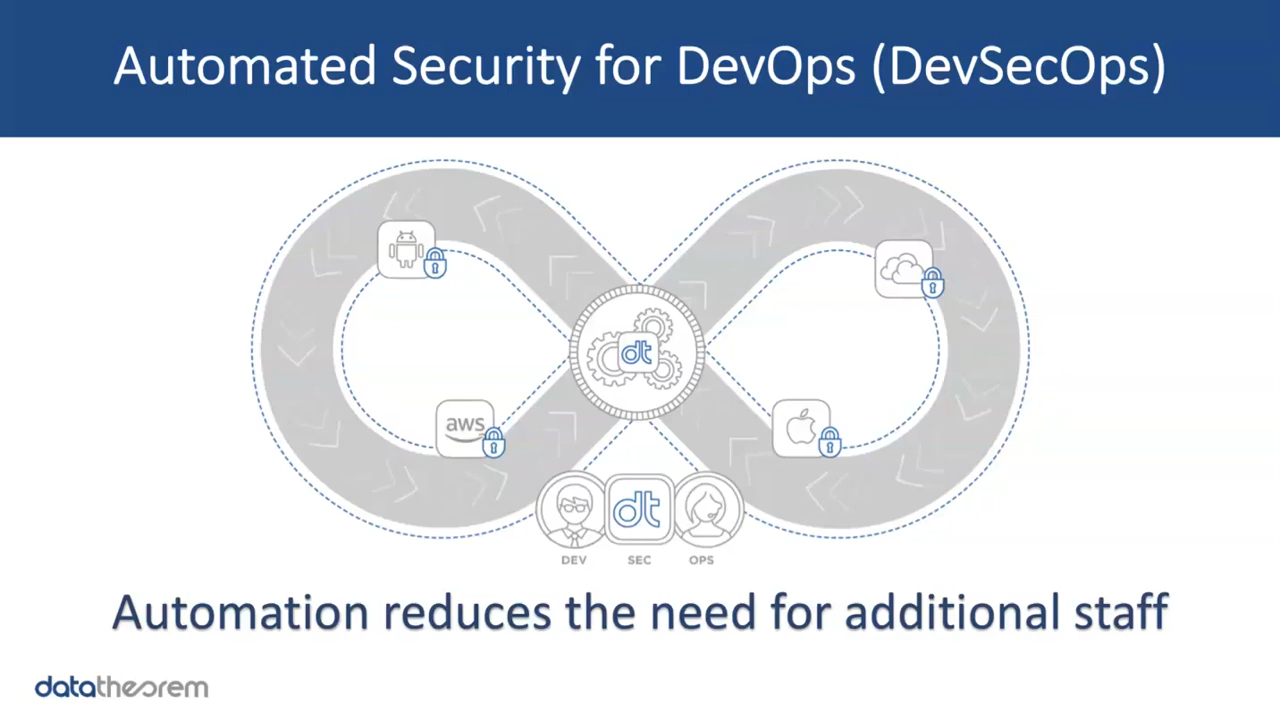 Automated Security for DevOps (DevSecOps)
dt
aws
dt
DEV SEC OPS
Automation reduces the need for additional staff
datatheorem